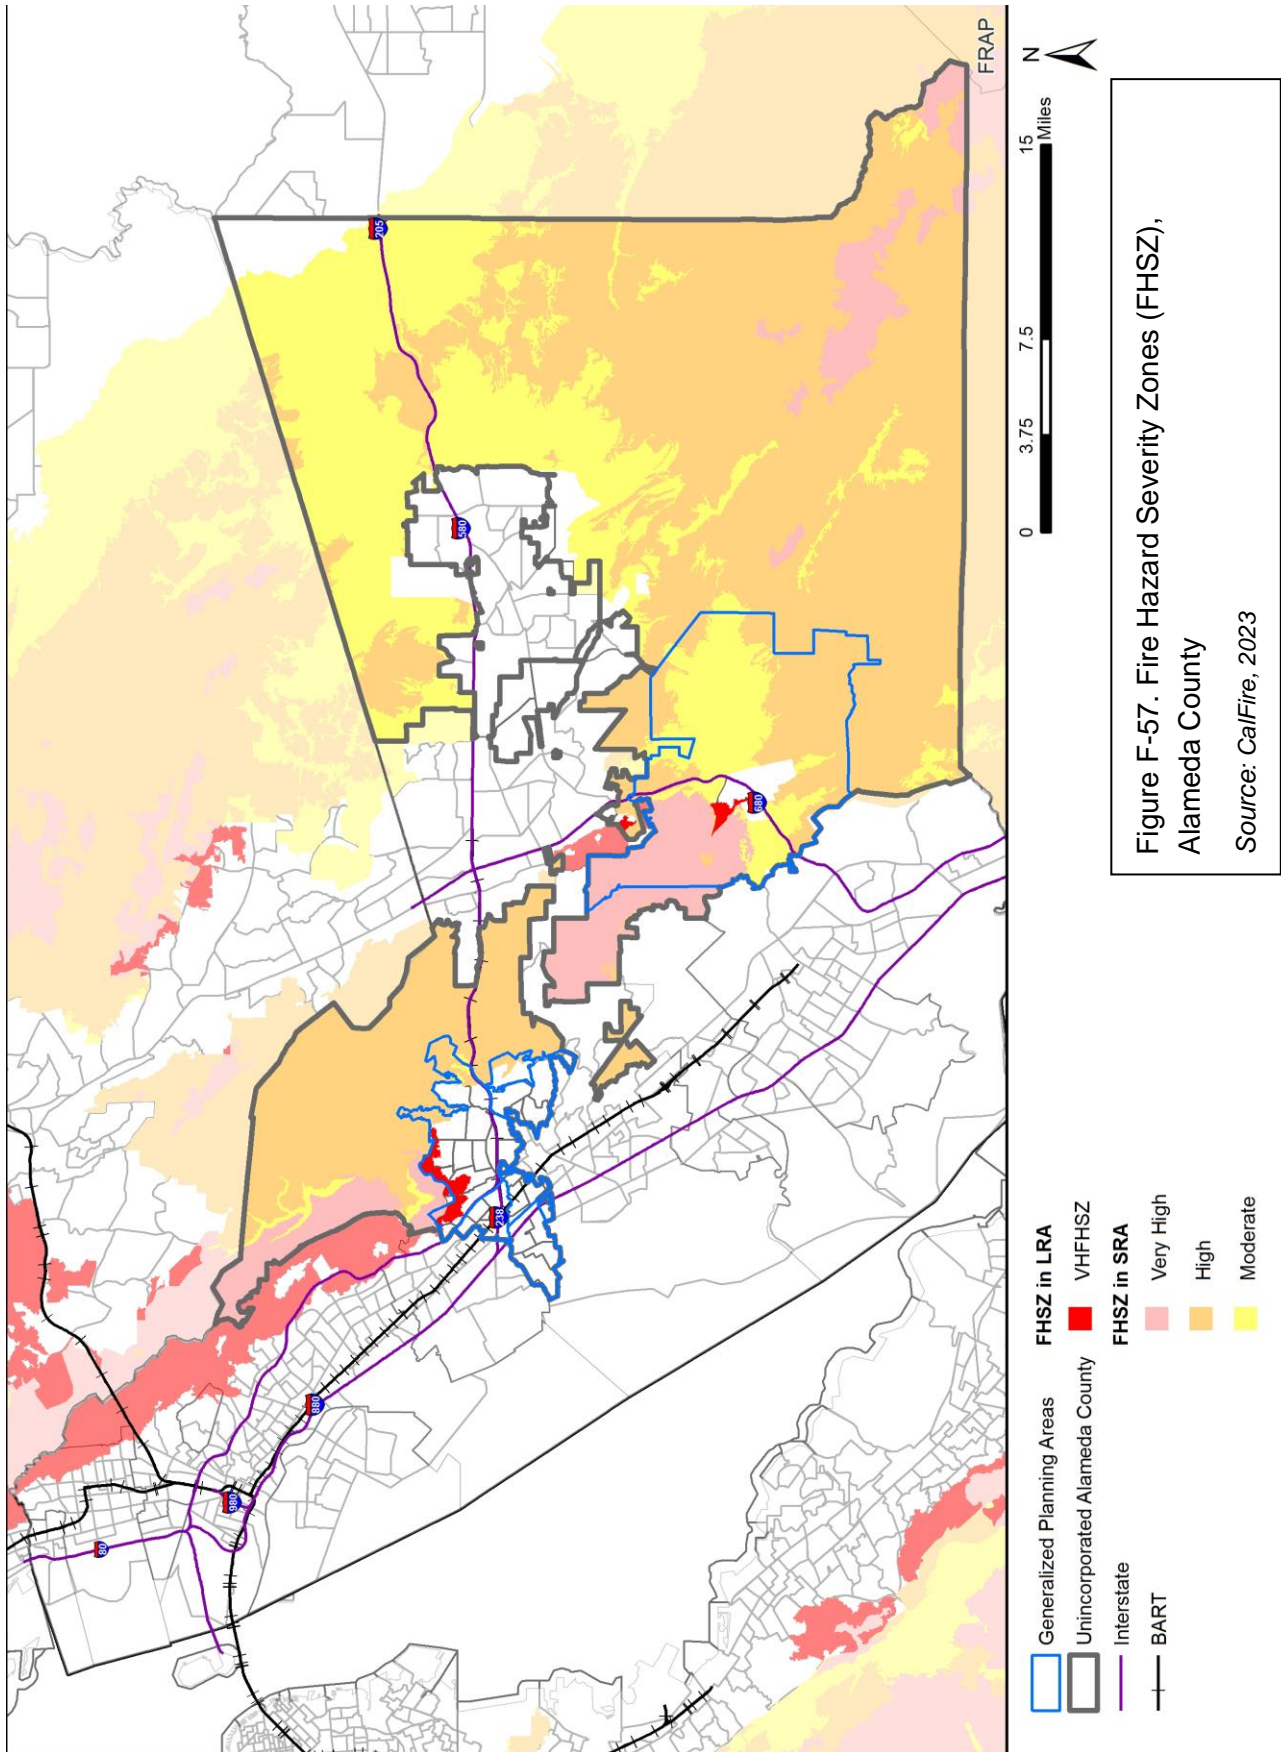 80
980
880
238
680
580
205
FRAP
N
0 3.75 7.5 15
Miles
Generalized Planning Areas
Unincorporated Alameda County
Interstate
BART
FHSZ in LRA
VHFHSZ
FHSZ in SRA
Very High
High
Moderate
Figure F-57. Fire Hazard Severity Zones (FHSZ),
Alameda County
Source: CalFire, 2023